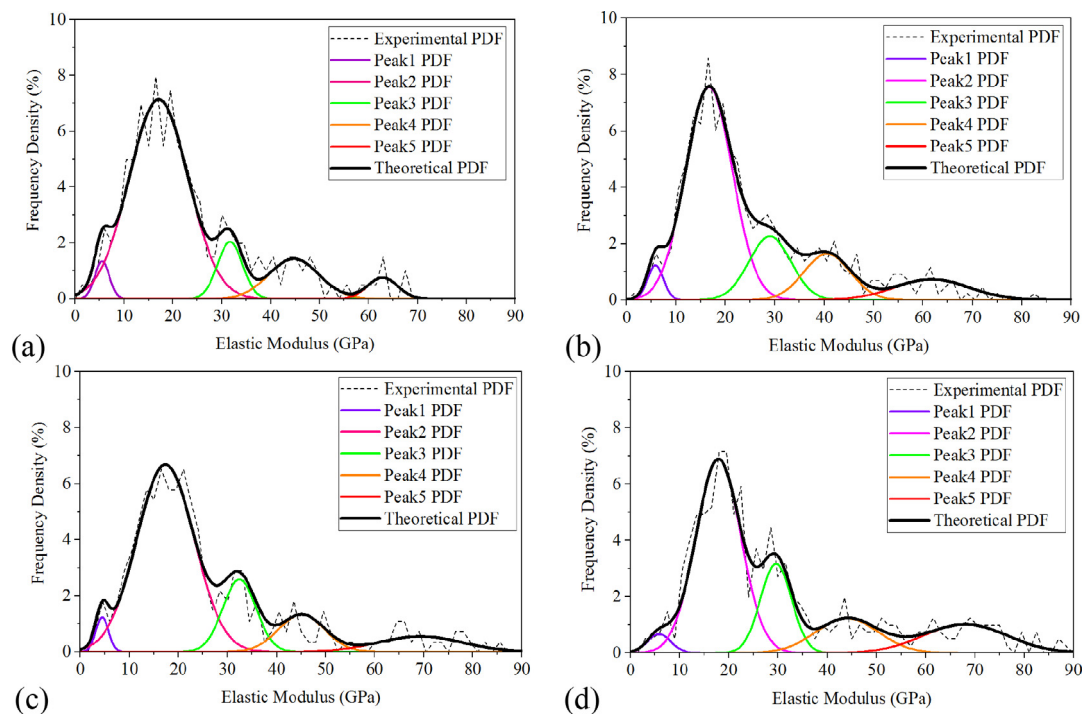 10
8
6
4
2
0
Frequency Density (%)
Experimental PDF
Peak1 PDF
Peak2 PDF
Peak3 PDF
Peak4 PDF
Peak5 PDF
Theoretical PDF
0 10 20 30 40 50 60 70 80 90
Elastic Modulus (GPa)
(a)
10
8
6
4
2
0
Frequency Density (%)
Experimental PDF
Peak1 PDF
Peak2 PDF
Peak3 PDF
Peak4 PDF
Peak5 PDF
Theoretical PDF
0 10 20 30 40 50 60 70 80 90
Elastic Modulus (GPa)
(b)
10
8
6
4
2
0
Frequency Density (%)
Experimental PDF
Peak1 PDF
Peak2 PDF
Peak3 PDF
Peak4 PDF
Peak5 PDF
Theoretical PDF
0 10 20 30 40 50 60 70 80 90
Elastic Modulus (GPa)
(c)
10
8
6
4
2
0
Frequency Density (%)
Experimental PDF
Peak1 PDF
Peak2 PDF
Peak3 PDF
Peak4 PDF
Peak5 PDF
Theoretical PDF
0 10 20 30 40 50 60 70 80 90
Elastic Modulus (GPa)
(d)